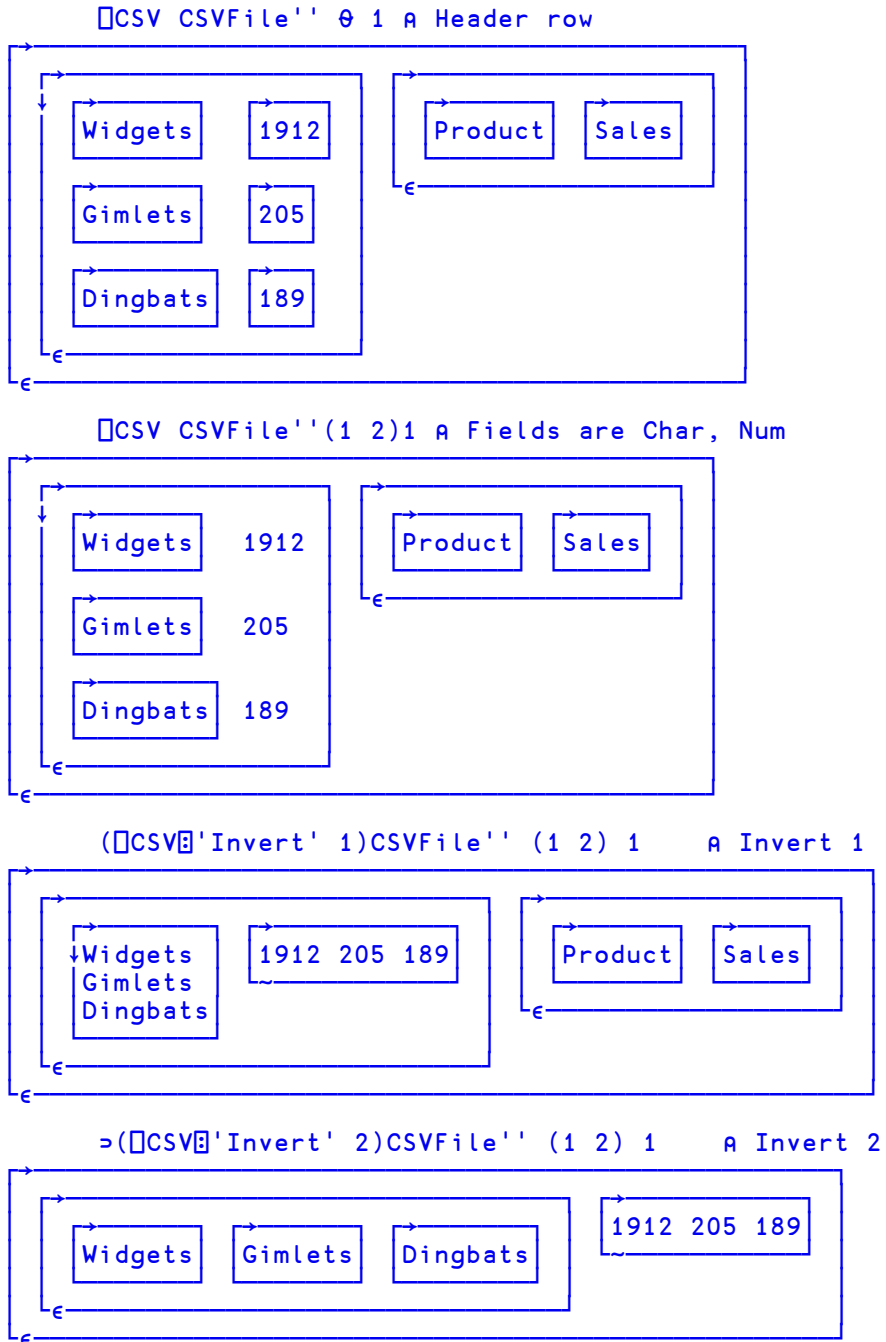 ⎕CSV CSVFile'' ⍬ 1 ⍝ Header row
Widgets 1912 Product Sales
Gimlets 205
Dingbats 189
⎕CSV CSVFile''(1 2)1 ⍝ Fields are Char, Num
Widgets 1912 Product Sales
Gimlets 205
Dingbats 189
(⎕CSV⍠'Invert' 1)CSVFile'' (1 2) 1 ⍝ Invert 1
Widgets 1912 205 189 Product Sales
Gimlets
Dingbats
⊃(⎕CSV⍠'Invert' 2)CSVFile'' (1 2) 1 ⍝ Invert 2
Widgets Gimlets Dingbats 1912 205 189